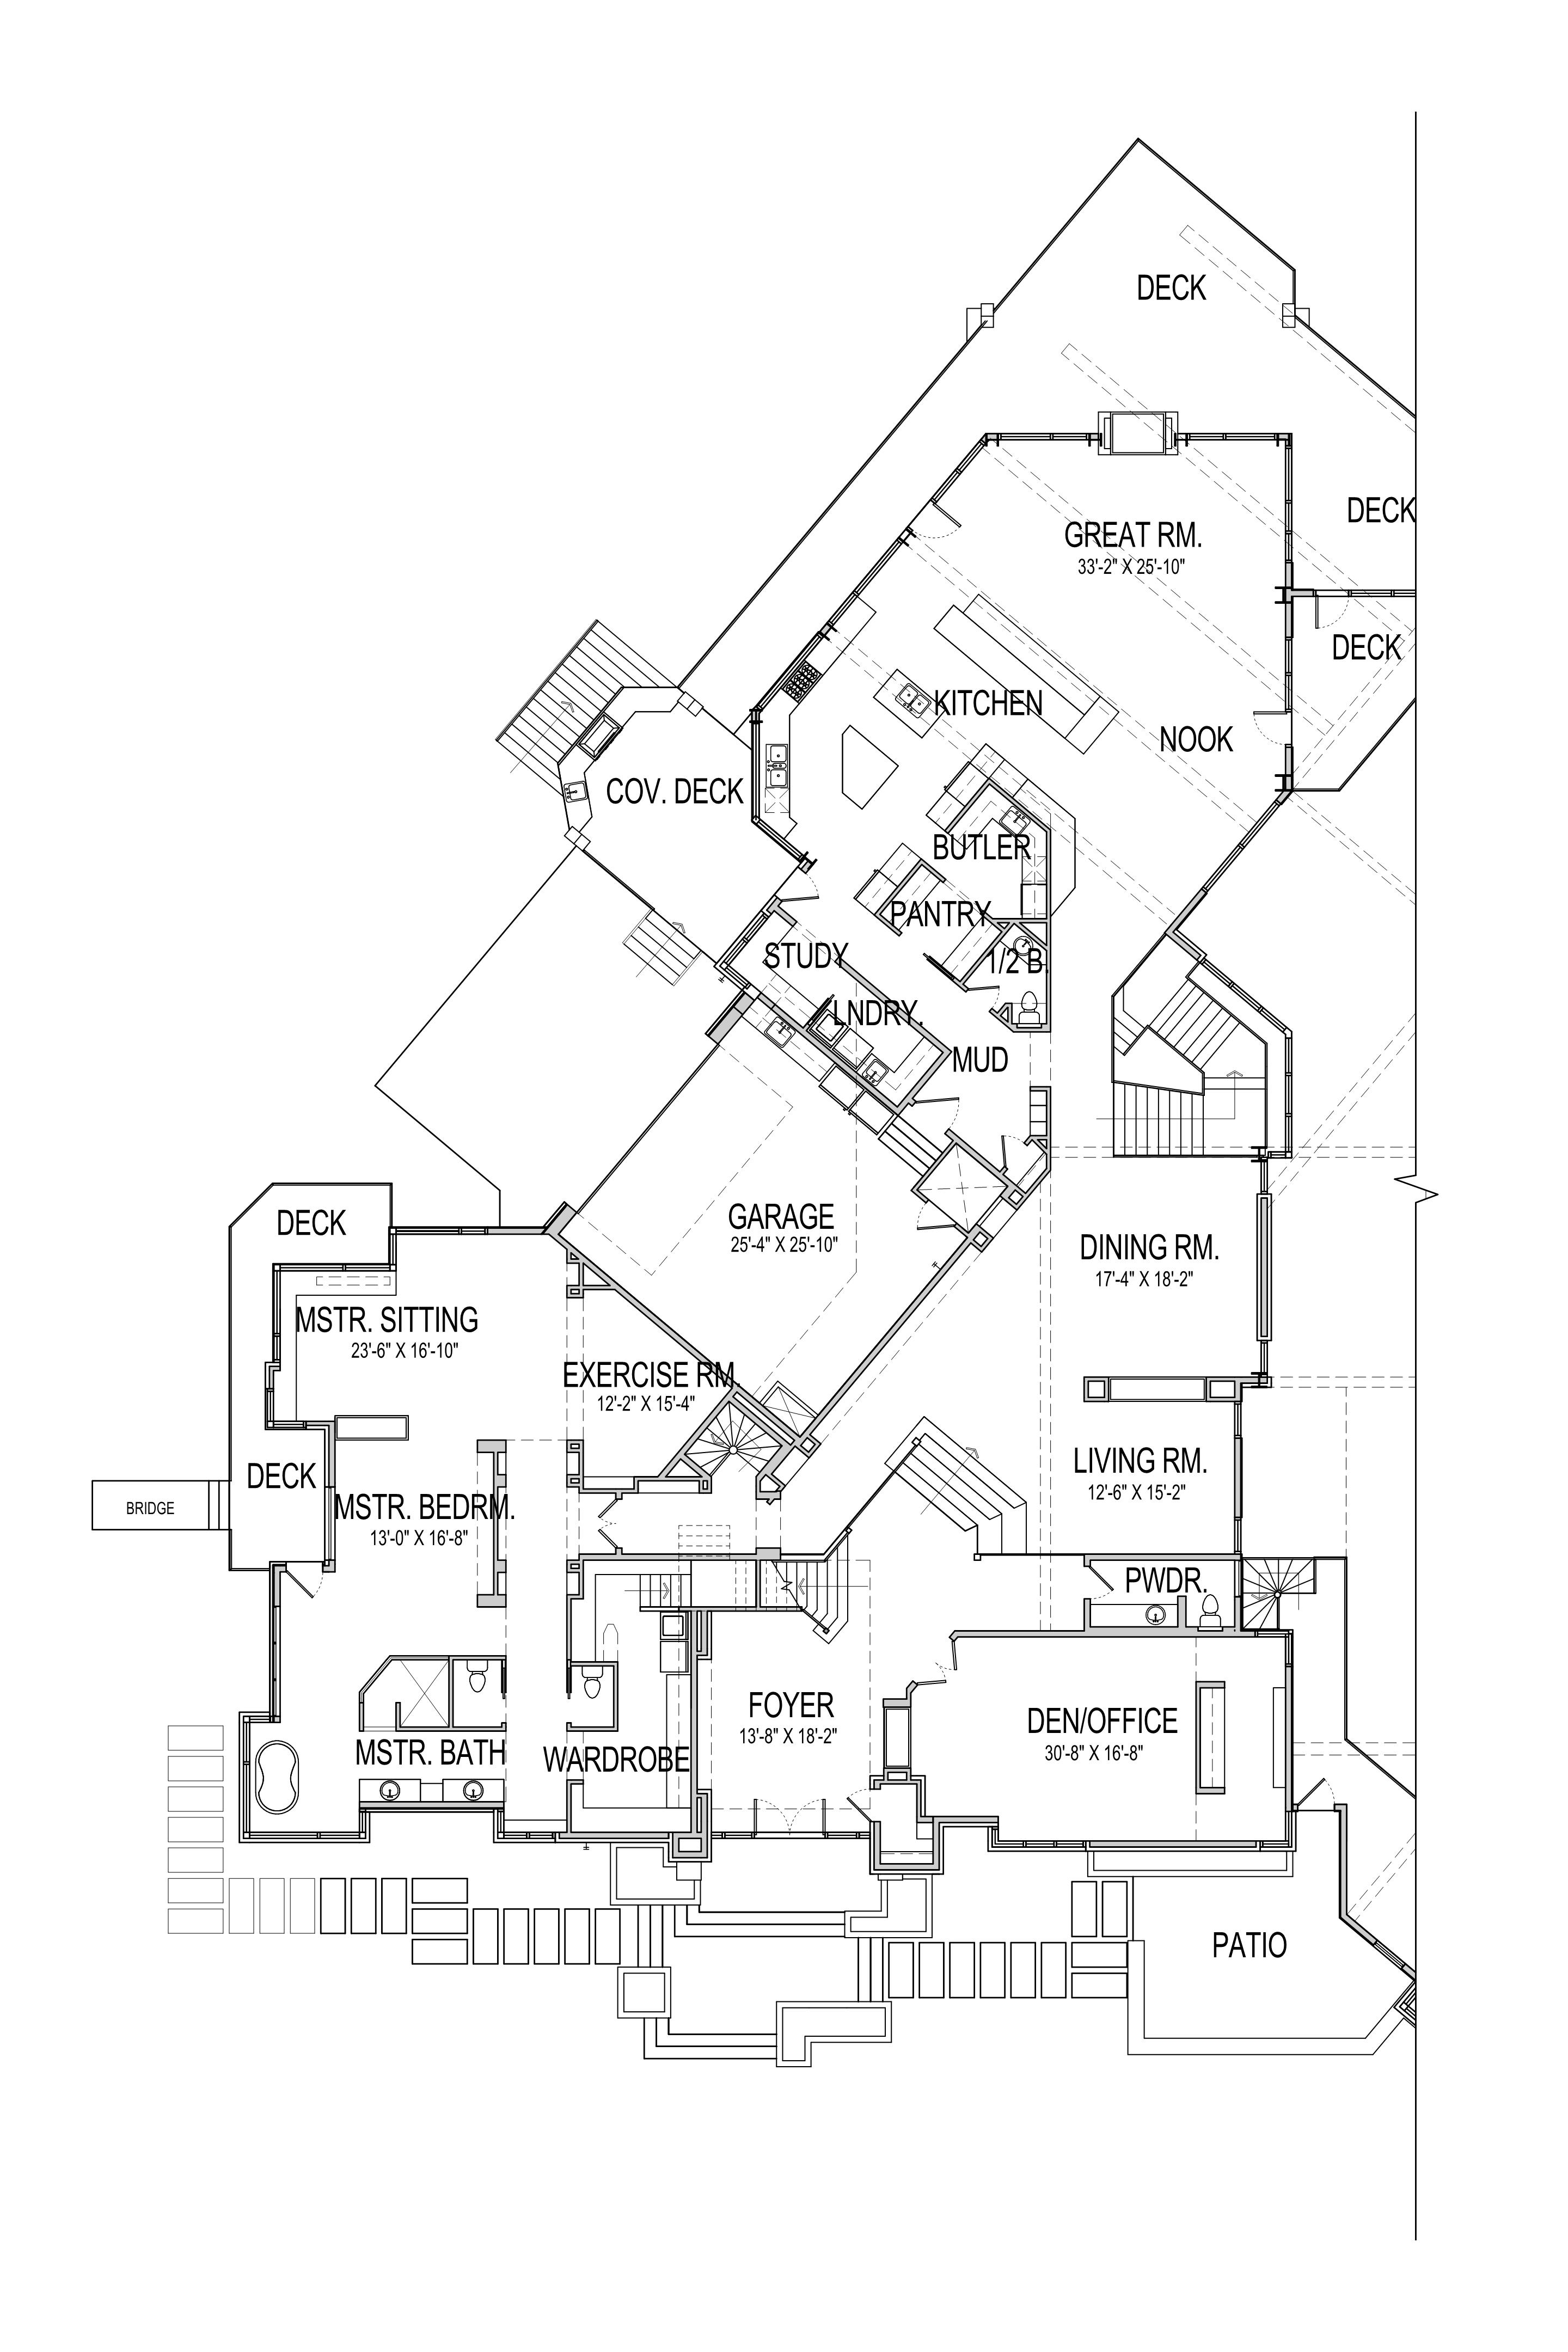 DECK
DECK
GREAT RM.
33'-2" X 25'-10"
DECK
KITCHEN
NOOK
COV. DECK
BUTLER
PANTRY
STUDY
1/2 B.
LNDRY.
MUD
GARAGE
25'-4" X 25'-10"
DECK
DINING RM.
17'-4" X 18'-2"
MSTR. SITTING
23'-6" X 16'-10"
EXERCISE RM.
12'-2" X 15'-4"
LIVING RM.
12'-6" X 15'-2"
DECK
BRIDGE
MSTR. BEDRM.
13'-0" X 16'-8"
PWDR.
FOYER
13'-8" X 18'-2"
DEN/OFFICE
30'-8" X 16'-8"
MSTR. BATH
WARDROBE
PATIO